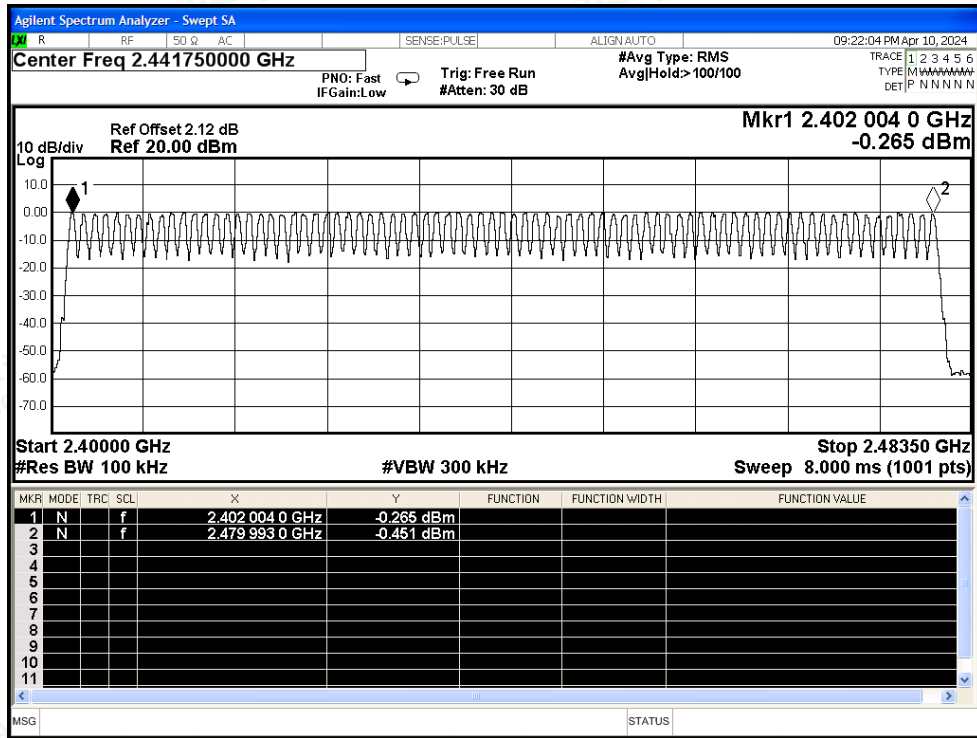 Agilent Spectrum Analyzer - Swept SA
LXI R RF 50 Ω AC SENSE:PULSE ALIGN AUTO 09:22:04 PM Apr 10, 2024
Center Freq 2.441750000 GHz
PNO: Fast
IFGain:Low
Trig: Free Run
#Atten: 30 dB
#Avg Type: RMS
Avg|Hold:>100/100
TRACE 1 2 3 4 5 6
TYPE M
DET P N N N N N
Mkr1 2.402 004 0 GHz
-0.265 dBm
Ref Offset 2.12 dB
10 dB/div Ref 20.00 dBm
Log
1
2
10.0
0.00
-10.0
-20.0
-30.0
-40.0
-50.0
-60.0
-70.0
Start 2.40000 GHz Stop 2.48350 GHz
#Res BW 100 kHz #VBW 300 kHz Sweep 8.000 ms (1001 pts)
MKR MODE TRC SCL X Y FUNCTION FUNCTION WIDTH FUNCTION VALUE
1 N f 2.402 004 0 GHz -0.265 dBm
2 N f 2.479 993 0 GHz -0.451 dBm
3
4
5
6
7
8
9
10
11
MSG STATUS